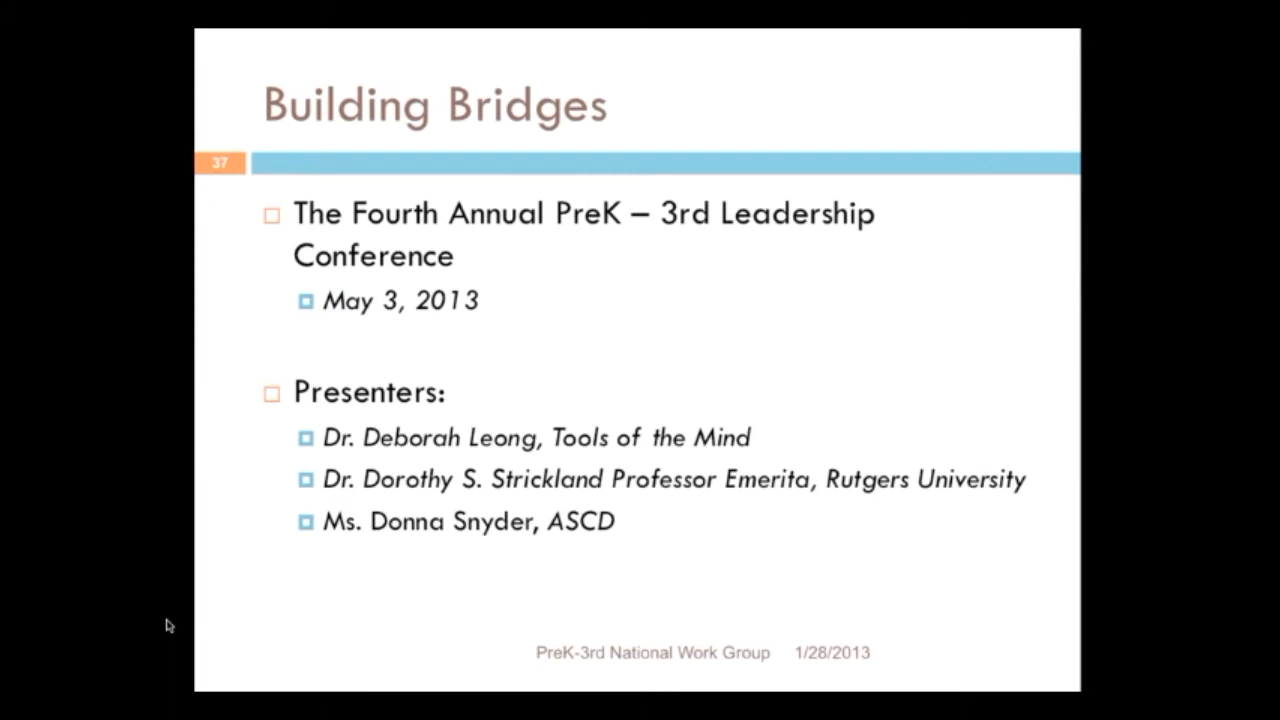 Building Bridges
37
The Fourth Annual PreK – 3rd Leadership
Conference
May 3, 2013
Presenters:
Dr. Deborah Leong, Tools of the Mind
Dr. Dorothy S. Strickland Professor Emerita, Rutgers University
Ms. Donna Snyder, ASCD
PreK-3rd National Work Group 1/28/2013